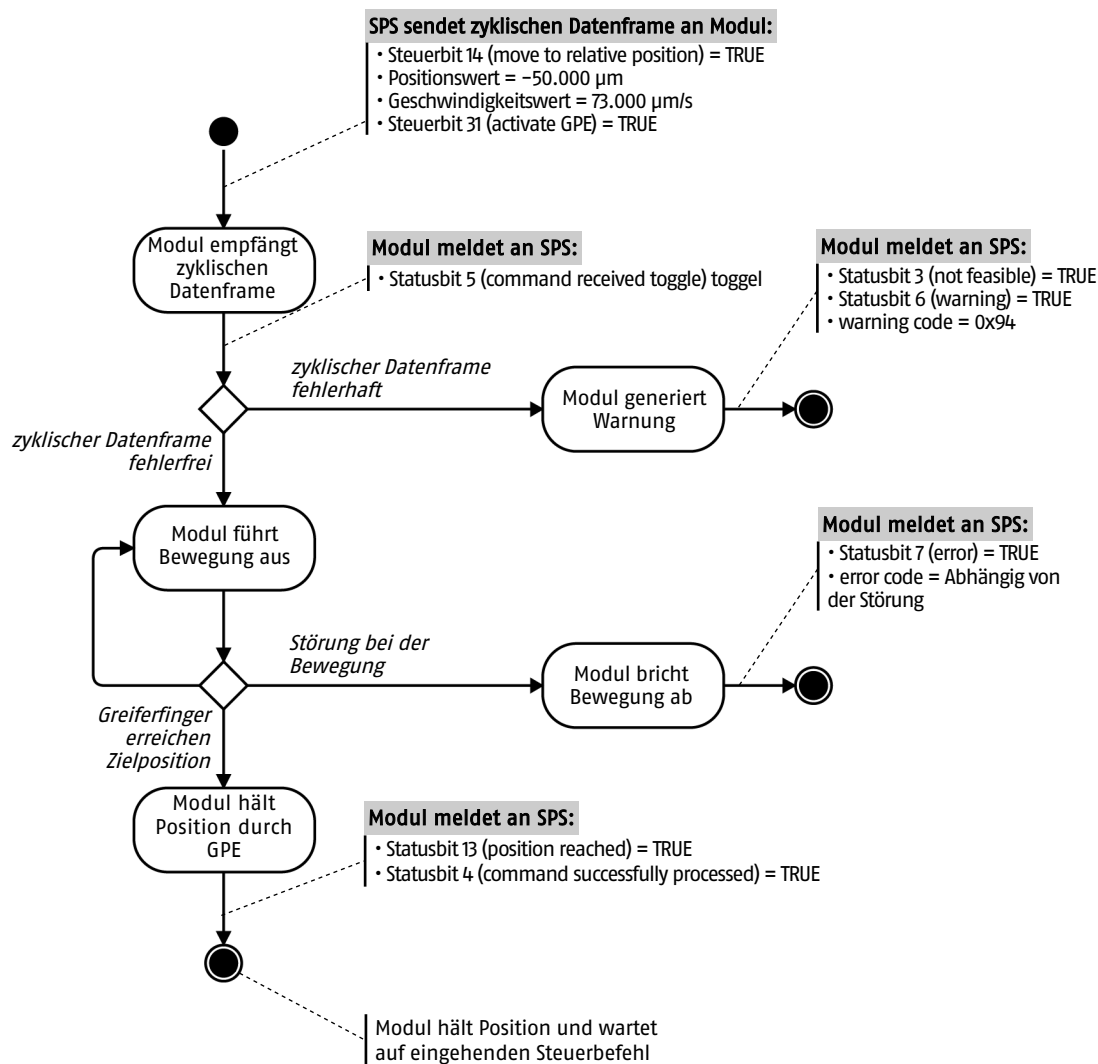 SPS sendet zyklischen Datenframe an Modul:
• Steuerbit 14 (move to relative position) = TRUE
• Positionswert = −50.000 µm
• Geschwindigkeitswert = 73.000 µm/s
• Steuerbit 31 (activate GPE) = TRUE
Modul empfängt
zyklischen
Datenframe
Modul meldet an SPS:
• Statusbit 5 (command received toggle) toggel
Modul meldet an SPS:
• Statusbit 3 (not feasible) = TRUE
• Statusbit 6 (warning) = TRUE
• warning code = 0x94
zyklischer Datenframe
fehlerhaft
Modul generiert
Warnung
zyklischer Datenframe
fehlerfrei
Modul führt
Bewegung aus
Modul meldet an SPS:
• Statusbit 7 (error) = TRUE
• error code = Abhängig von
der Störung
Störung bei der
Bewegung
Modul bricht
Bewegung ab
Greiferfinger
erreichen
Zielposition
Modul hält
Position durch
GPE
Modul meldet an SPS:
• Statusbit 13 (position reached) = TRUE
• Statusbit 4 (command successfully processed) = TRUE
Modul hält Position und wartet
auf eingehenden Steuerbefehl